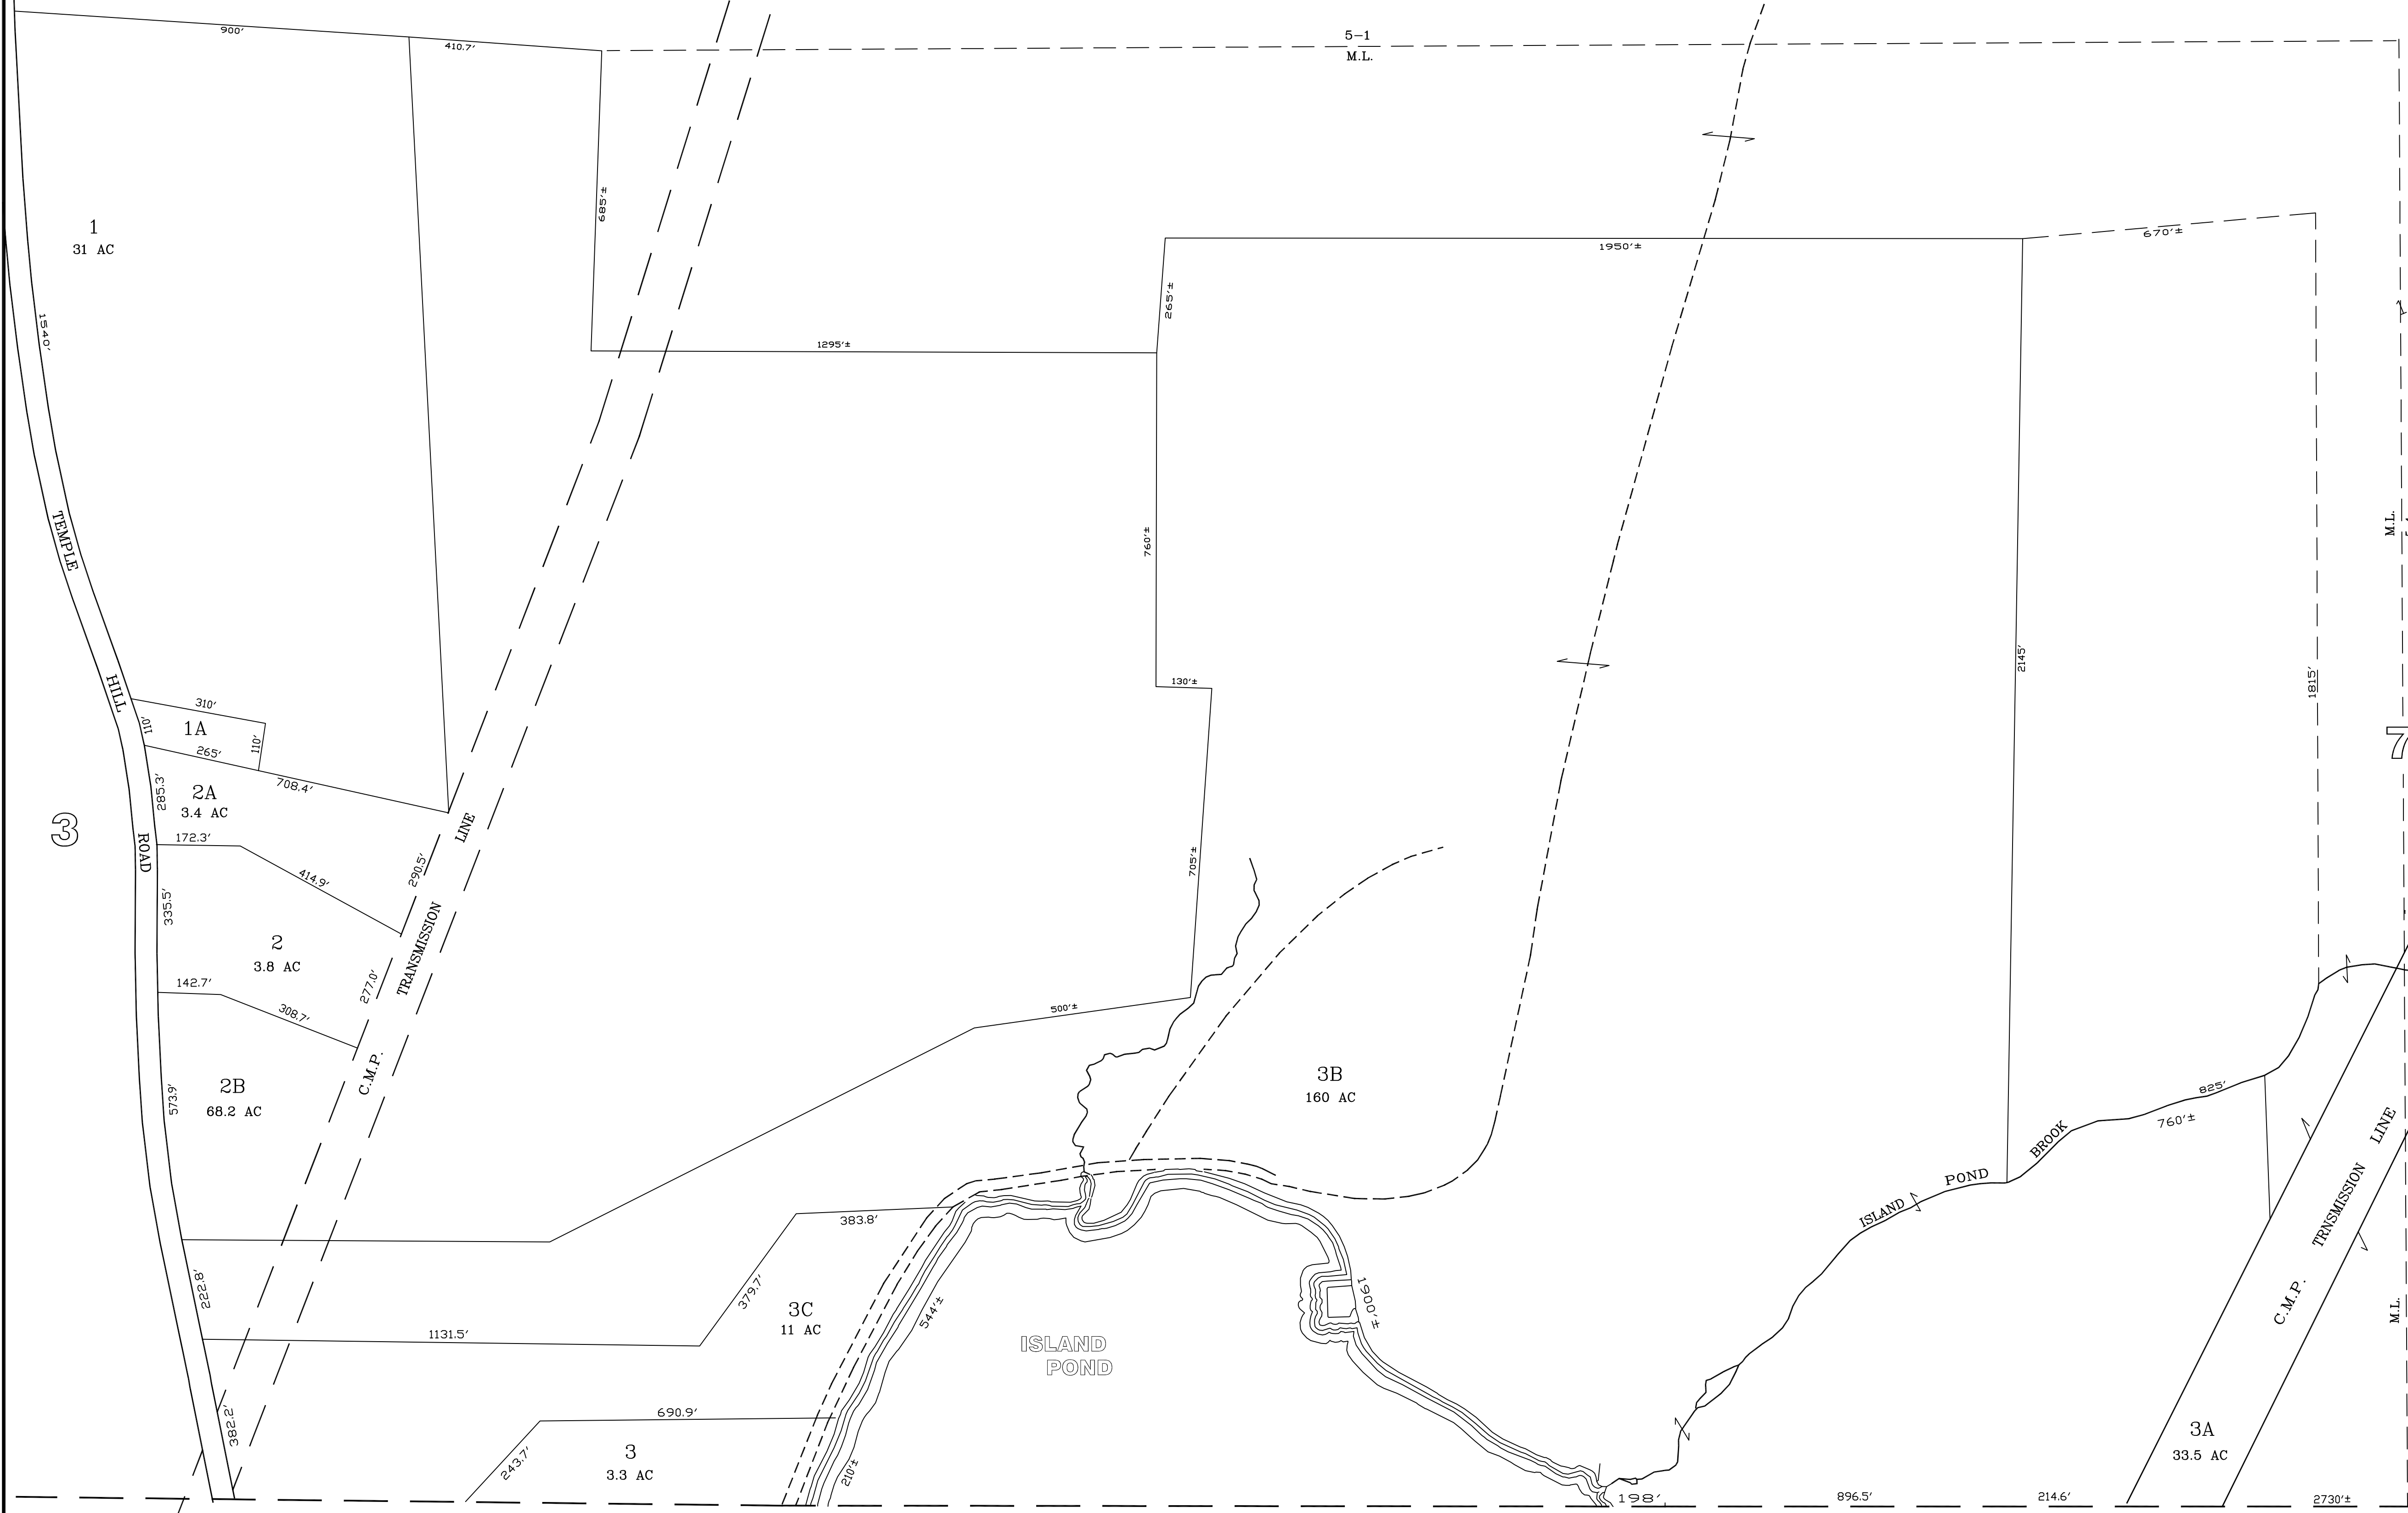 900'
410.7'
5-1
M.L.
685'±
1
31 AC
1950'±
670'±
265'±
1540'
1295'±
TEMPLE
HILL
ROAD
760'±
M.L.
130'±
2145'
1815'
310'
110'
1A
110'
265'
7
708.4'
285.3'
2A
3.4 AC
3
172.3'
LINE
290.5'
414.9'
705'±
335.5'
TRANSMISSION
2
3.8 AC
277.0'
142.7'
308.7'
500'±
C.M.P.
2B
68.2 AC
573.9'
3B
160 AC
825'
760'±
ISLAND POND BROOK
C.M.P. TRNSMISSION LINE
383.8'
222.8'
379.7'
3C
11 AC
544'±
1900'±
M.L.
1131.5'
ISLAND
POND
382.2'
690.9'
243.7'
3
3.3 AC
210'±
3A
33.5 AC
198'
896.5'
214.6'
2730'±